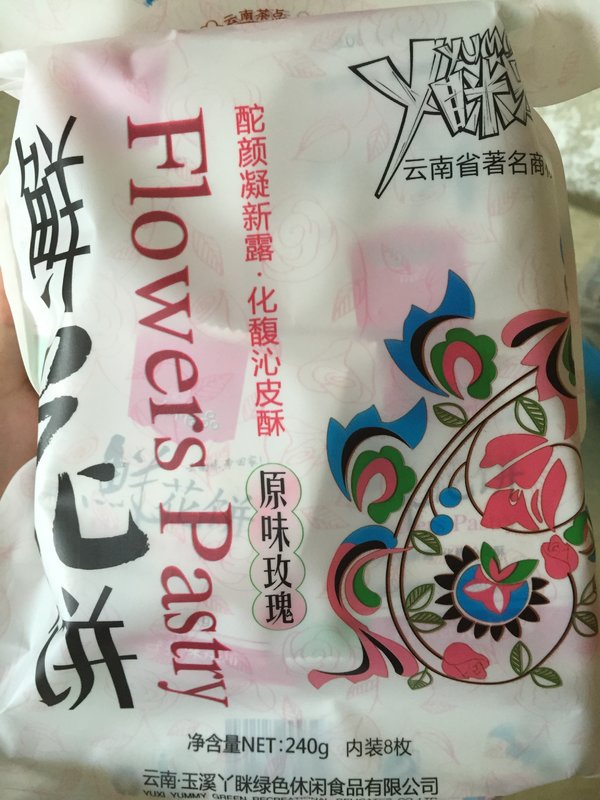 云南茶点
YUMMY
丫眯
云南省著名商
酡颜凝新露·化馥沁皮酥
Flowers Pastry
原味玫瑰
鲜花饼
净含量NET:240g 内装8枚
云南·玉溪丫眯绿色休闲食品有限公司
YUXI YUMMY GREEN RECREATIONAL